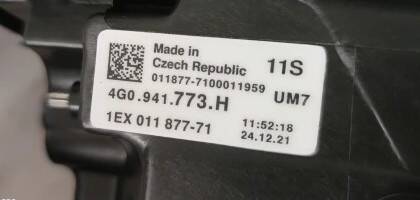 Made in
Czech Republic 11S
011877-7100011959
4G0.941.773.H UM7
1EX 011 877-71 11:52:18
24.12.21